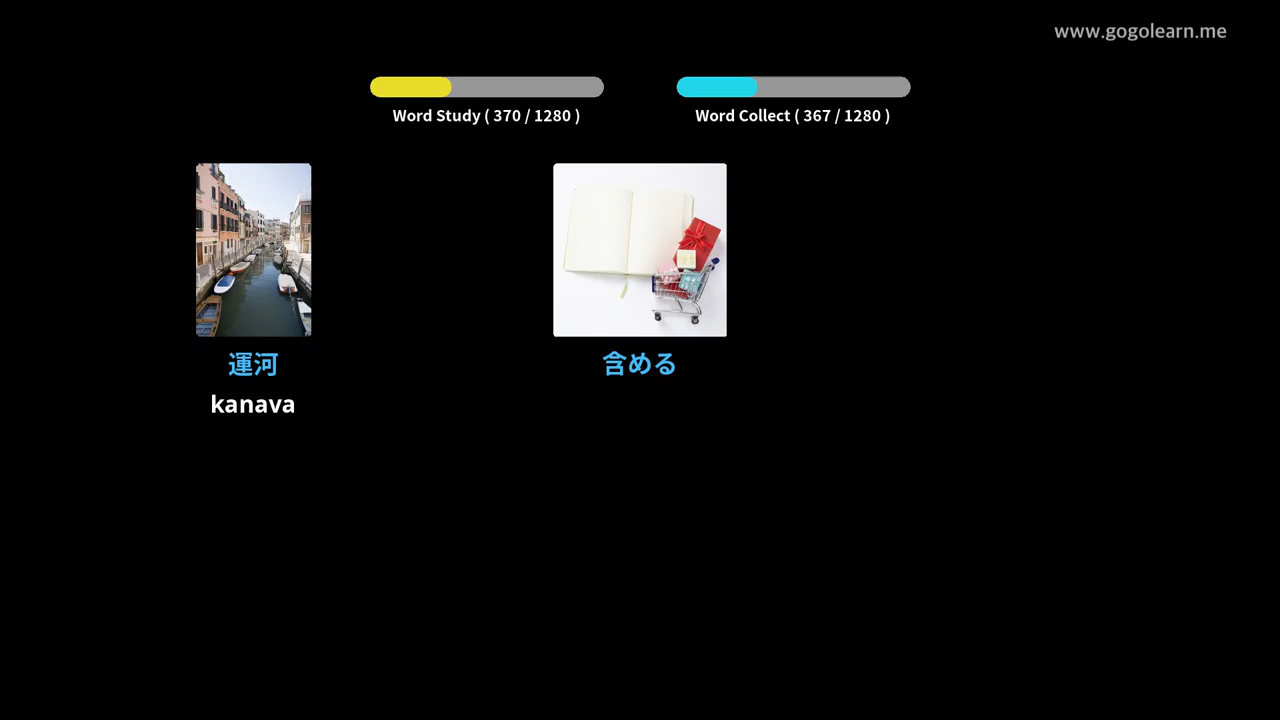 www.gogolearn.me
Word Study ( 370 / 1280 )
Word Collect ( 367 / 1280 )
運河
含める
kanava